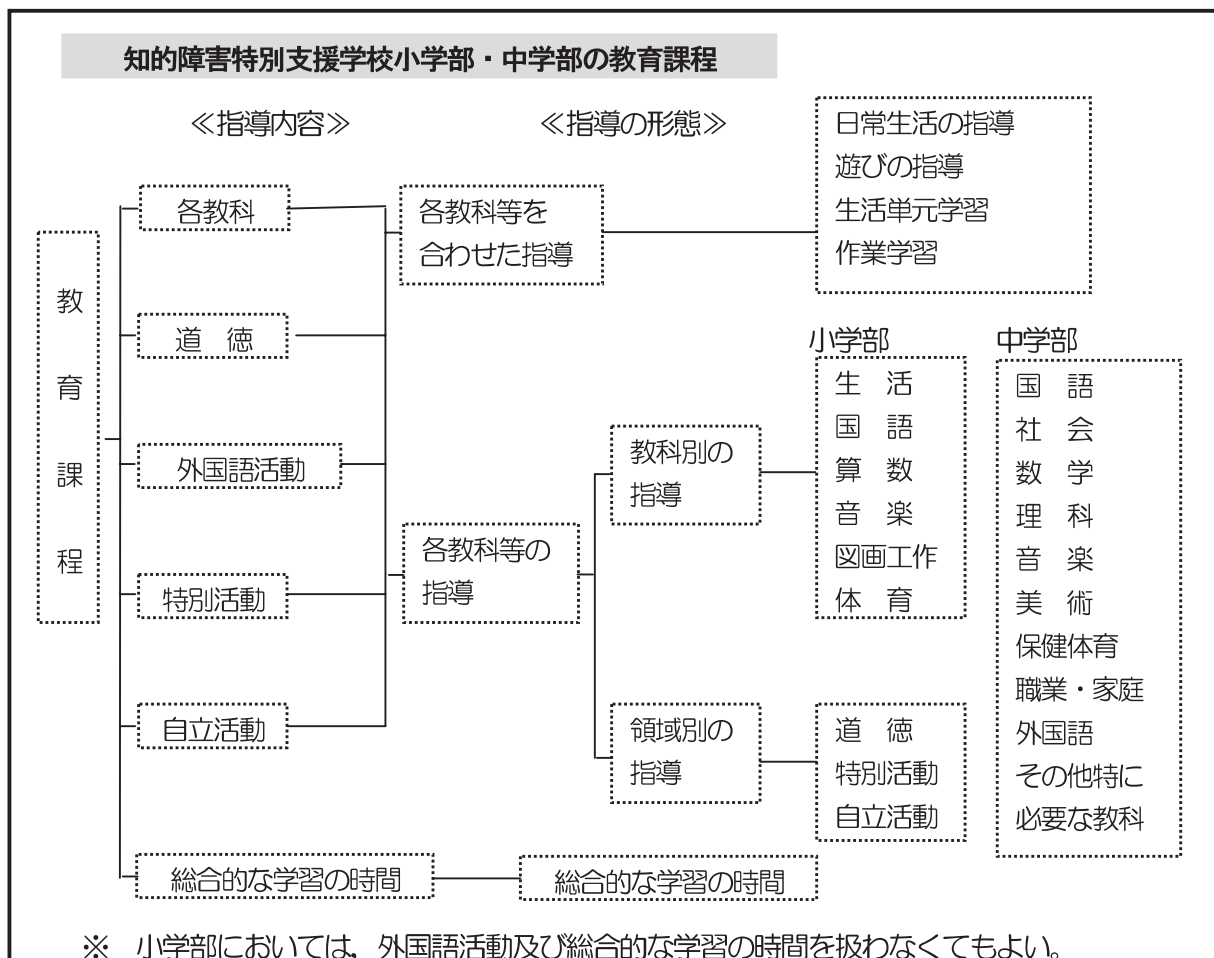 知的障害特別支援学校小学部・中学部の教育課程
≪指導内容≫
≪指導の形態≫
教育課程
各教科
道　徳
外国語活動
特別活動
自立活動
総合的な学習の時間
各教科等を
合わせた指導
日常生活の指導
遊びの指導
生活単元学習
作業学習
各教科等の
指導
教科別の
指導
小学部
生　活
国　語
算　数
音　楽
図画工作
体　育
中学部
国　語
社　会
数　学
理　科
音　楽
美　術
保健体育
職業・家庭
外国語
その他特に
必要な教科
領域別の
指導
道　徳
特別活動
自立活動
総合的な学習の時間
※　小学部においては，外国語活動及び総合的な学習の時間を扱わなくてもよい。